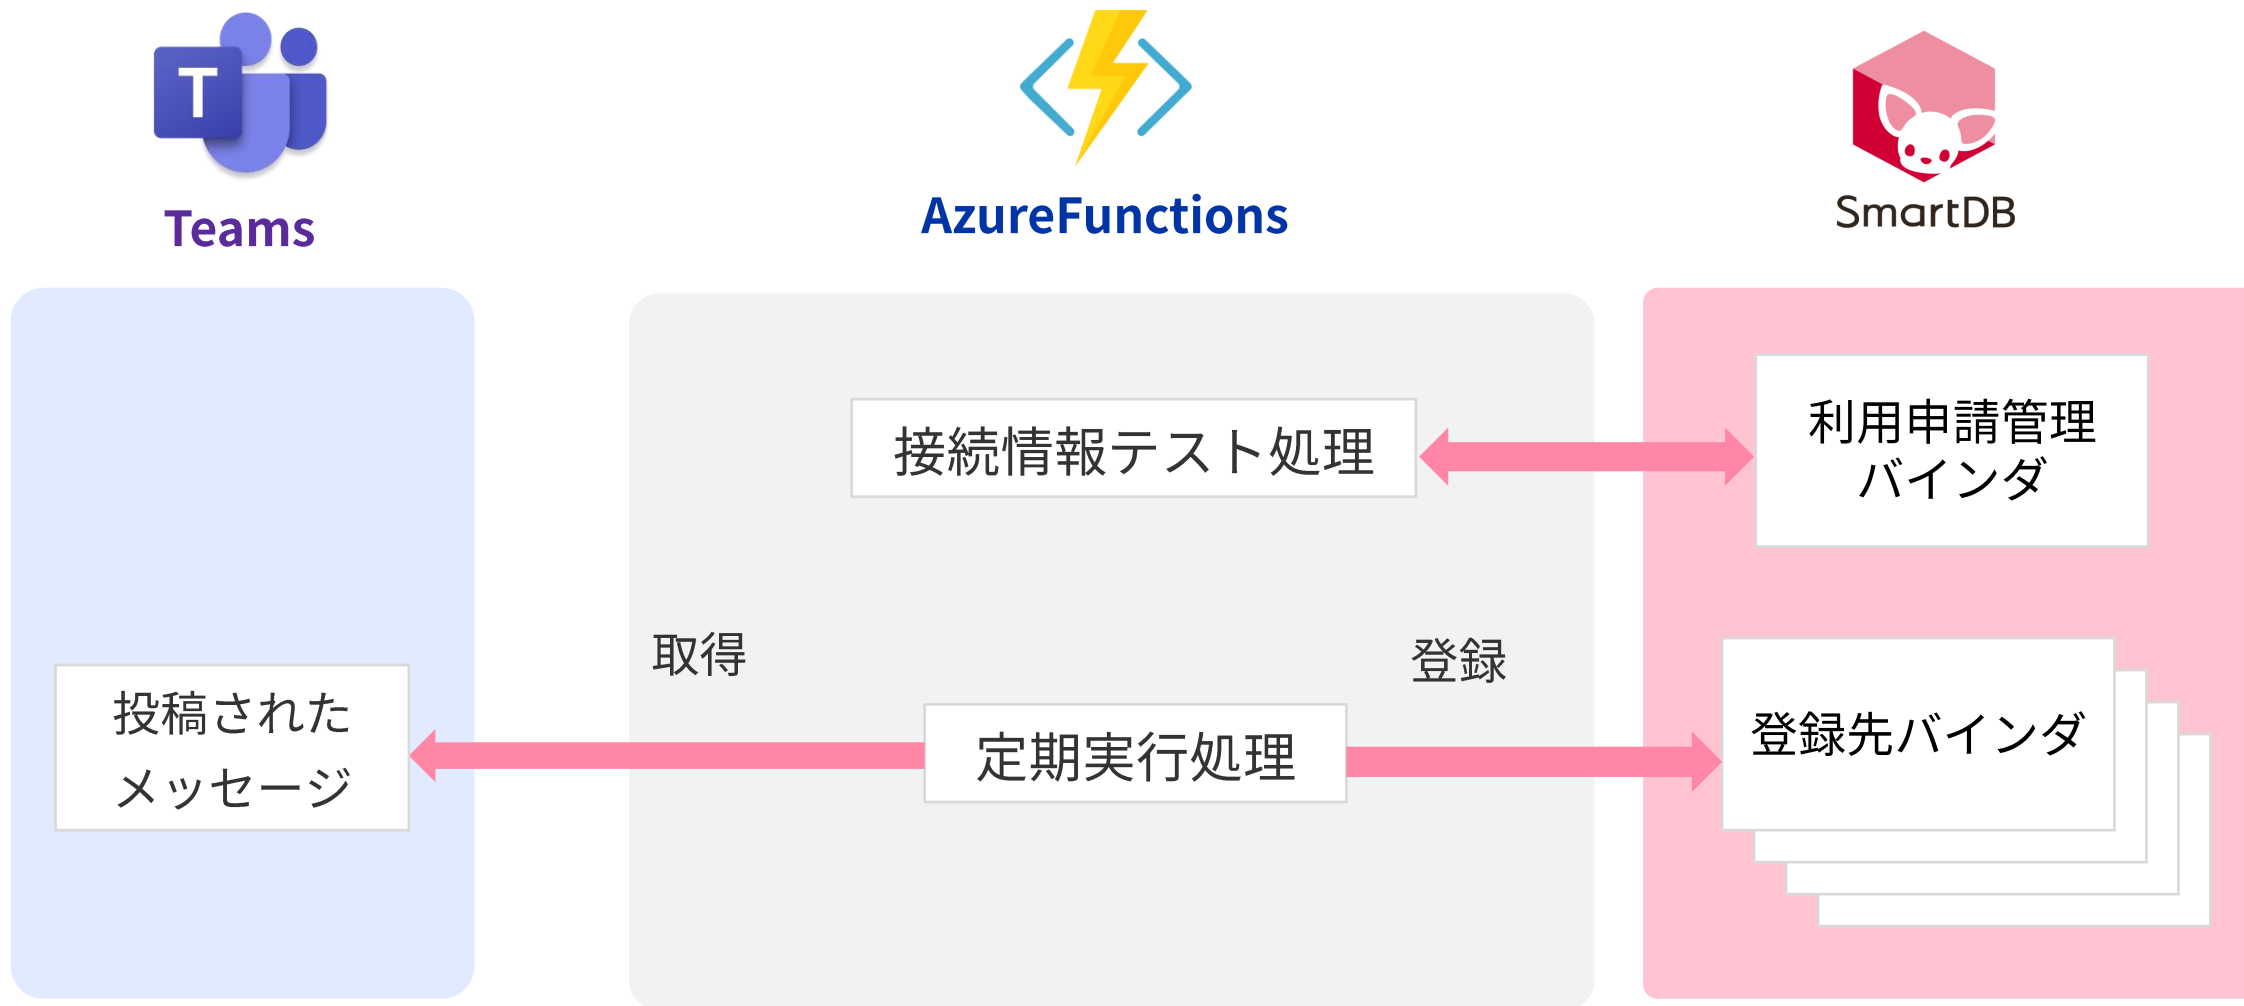 T
Teams
AzureFunctions
SmartDB
接続情報テスト処理
利用申請管理
バインダ
取得
登録
投稿された
メッセージ
定期実行処理
登録先バインダ